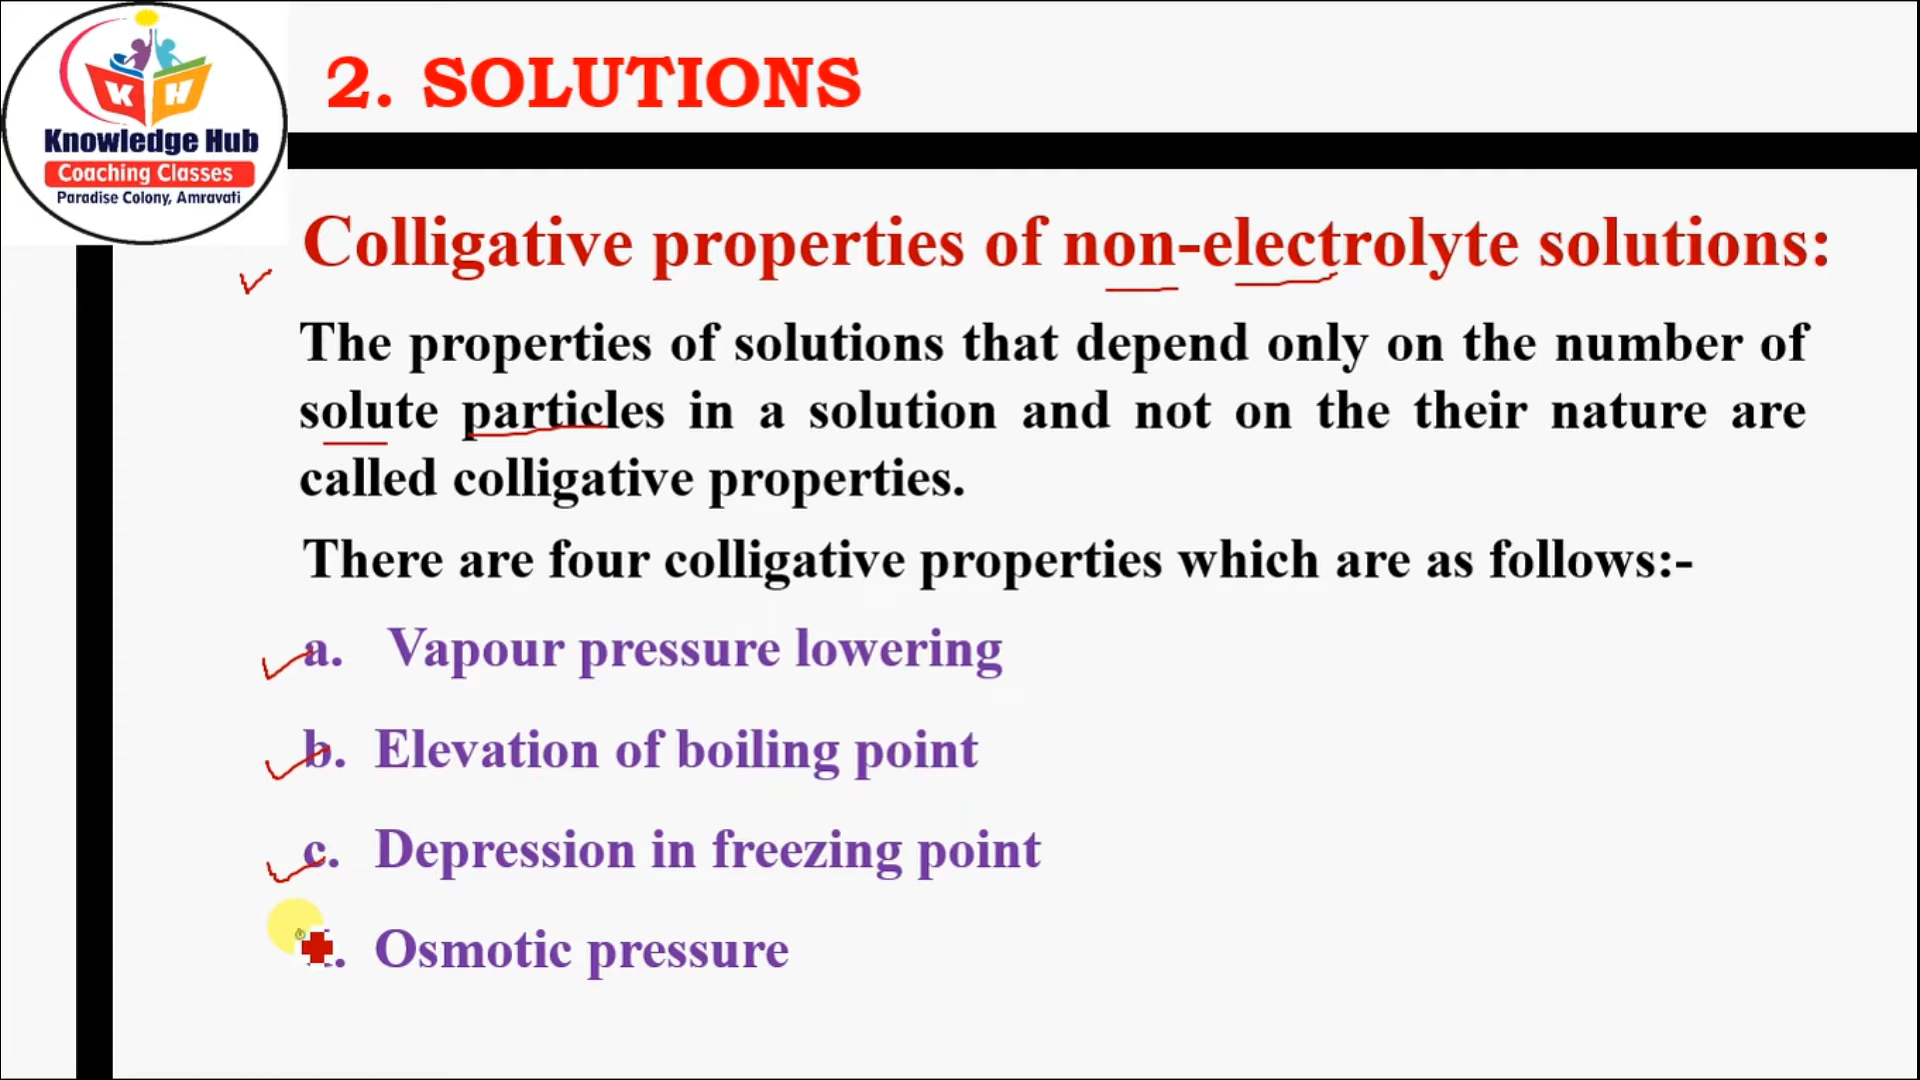 K H
Knowledge Hub
Coaching Classes
Paradise Colony, Amravati
2. SOLUTIONS
Colligative properties of non-electrolyte solutions:
The properties of solutions that depend only on the number of
solute particles in a solution and not on the their nature are
called colligative properties.
There are four colligative properties which are as follows:-
a. Vapour pressure lowering
b. Elevation of boiling point
c. Depression in freezing point
Osmotic pressure